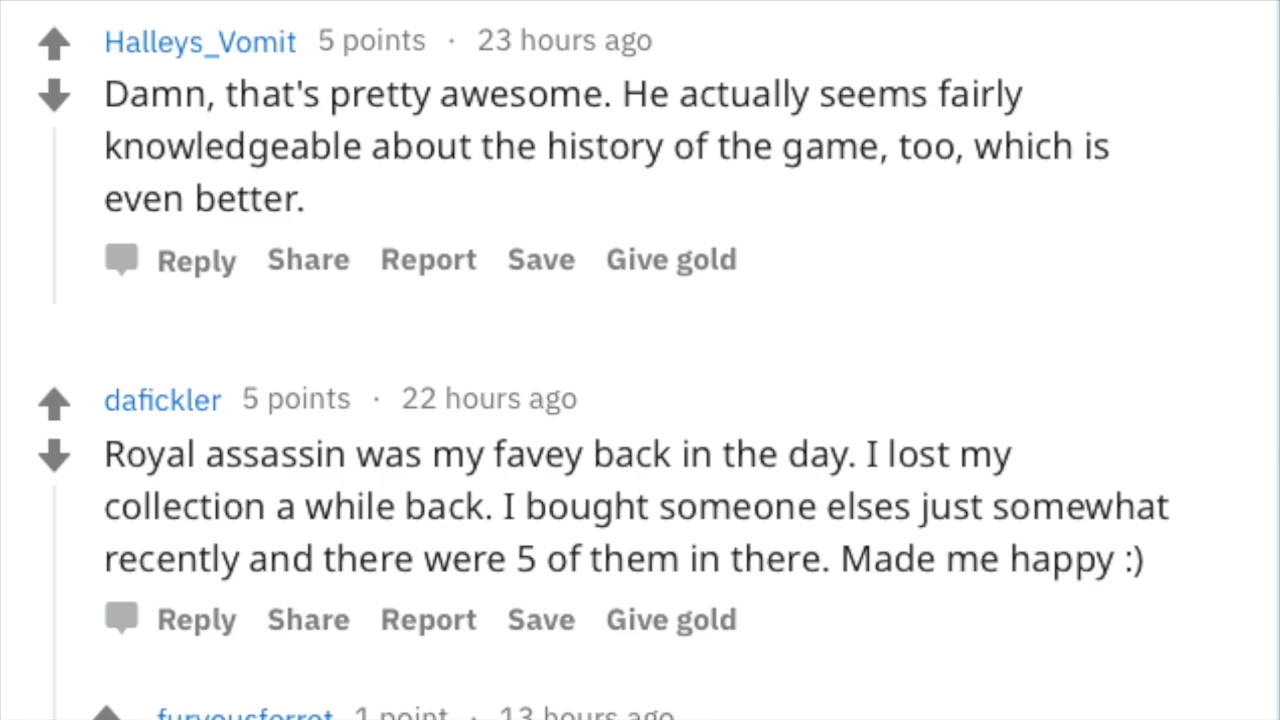 Halleys_Vomit 5 points · 23 hours ago
Damn, that's pretty awesome. He actually seems fairly
knowledgeable about the history of the game, too, which is
even better.
Reply Share Report Save Give gold
dafickler 5 points · 22 hours ago
Royal assassin was my favey back in the day. I lost my
collection a while back. I bought someone elses just somewhat
recently and there were 5 of them in there. Made me happy :)
Reply Share Report Save Give gold
furyousferret 1 point · 13 hours ago